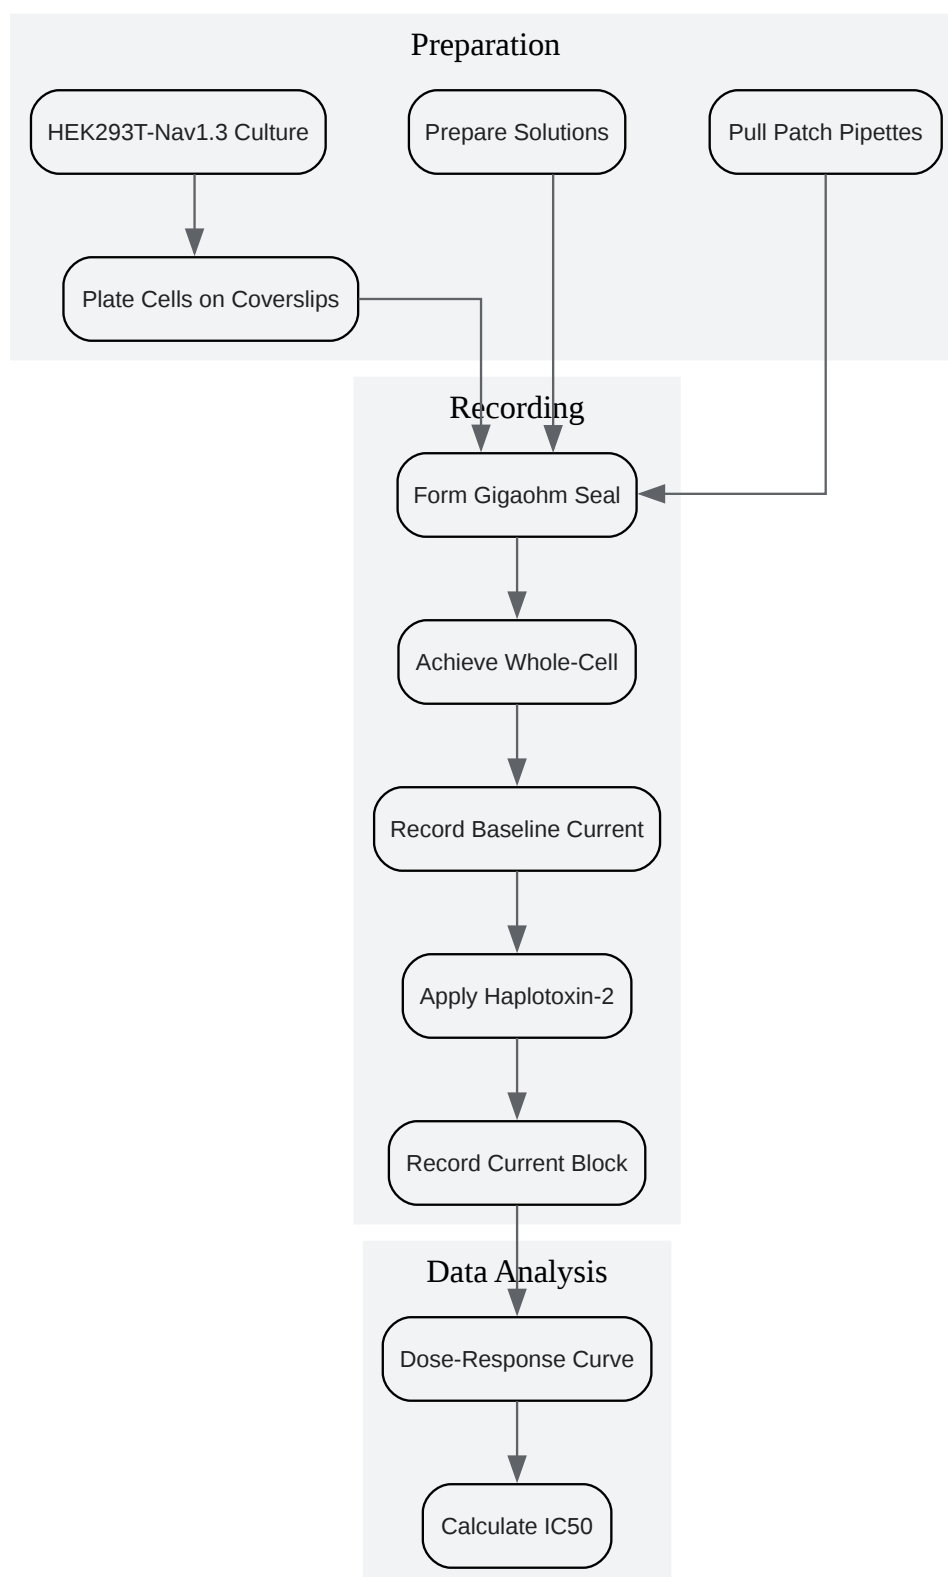 Preparation
HEK293T-Nav1.3 Culture
Prepare Solutions
Pull Patch Pipettes
Plate Cells on Coverslips
Recording
Form Gigaohm Seal
Achieve Whole-Cell
Record Baseline Current
Apply Haplotoxin-2
Record Current Block
Data Analysis
Dose-Response Curve
Calculate IC50